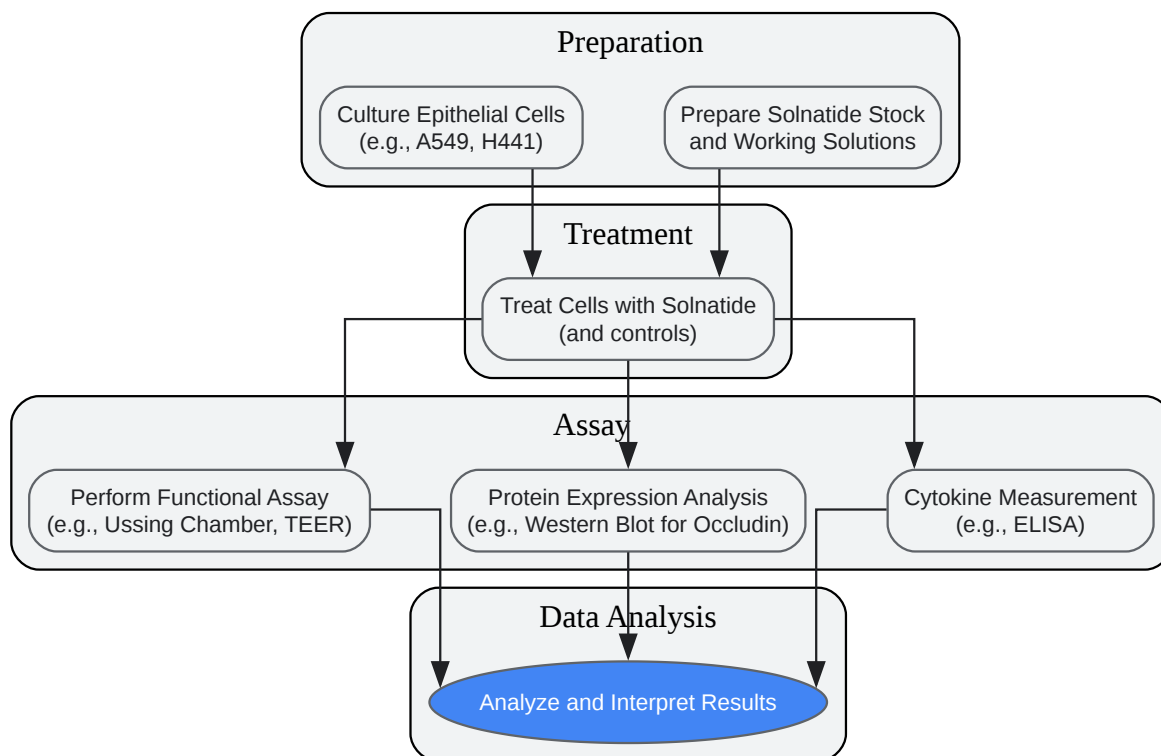 Preparation
Culture Epithelial Cells
(e.g., A549, H441)
Prepare Solnatide Stock
and Working Solutions
Treatment
Treat Cells with Solnatide
(and controls)
Assay
Perform Functional Assay
(e.g., Ussing Chamber, TEER)
Protein Expression Analysis
(e.g., Western Blot for Occludin)
Cytokine Measurement
(e.g., ELISA)
Data Analysis
Analyze and Interpret Results